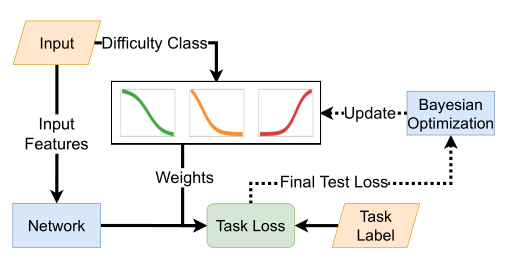 Input
Difficulty Class
Input
Features
Bayesian
Optimization
Update
Weights
Final Test Loss
Network
Task Loss
Task
Label